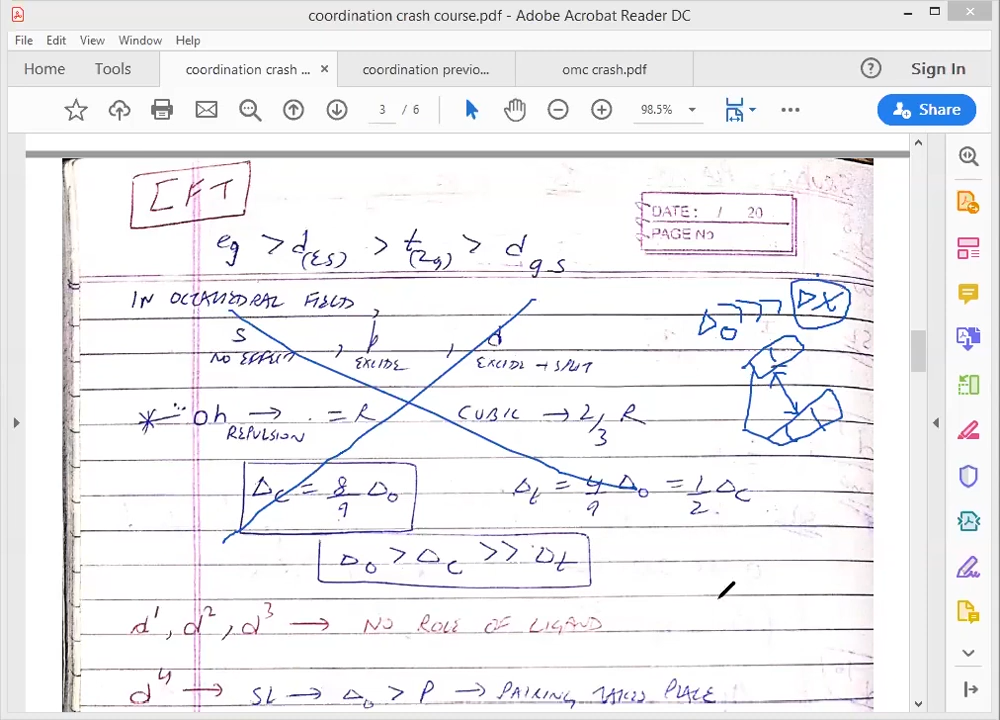 coordination crash course.pdf - Adobe Acrobat Reader DC
File Edit View Window Help
Home Tools coordination crash ... × coordination previo... omc crash.pdf Sign In
3 / 6 98.5% Share
CFT
DATE: / 20
PAGE NO
eg > d(ES) > t(2g) > d gs
IN OCTAHEDRAL FIELDS
Δo ΔX
s , p , d
NO EFFECT EXCIDE EXCIDE + SPLIT
Oh → = R CUBIC → 2/3 R
REPULSION
Δc = 8/9 Δo Δt = 4/9 Δo = 1/2 Δc
Δo > Δc >> Δt
d1, d2, d3 → NO ROLE OF LIGAND
d4 → SL → Δo > P → PAIRING TAKES PLACE